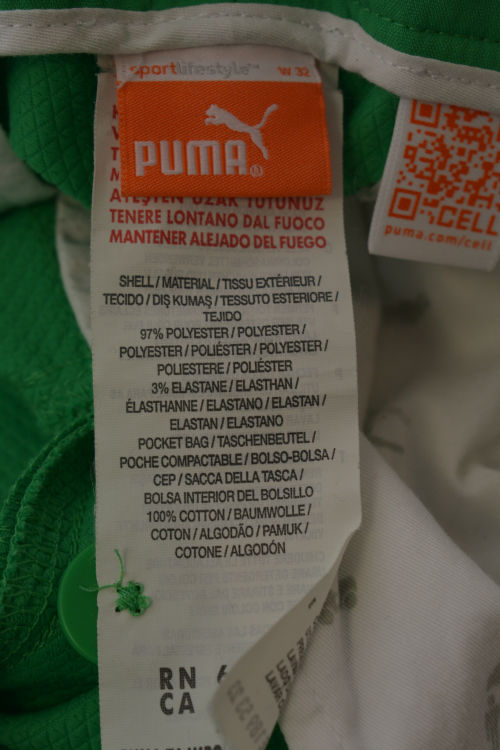 sportlifestyle™ W 32
PUMA®
ATEŞTEN UZAK TUTUNUZ
TENERE LONTANO DAL FUOCO
MANTENER ALEJADO DEL FUEGO
SHELL / MATERIAL / TISSU EXTÉRIEUR /
TECIDO / DIŞ KUMAŞ / TESSUTO ESTERIORE /
TEJIDO
97% POLYESTER / POLYESTER /
POLYESTER / POLIÉSTER / POLYESTER /
POLIESTERE / POLIÉSTER
3% ELASTANE / ELASTHAN /
ÉLASTHANNE / ELASTANO / ELASTAN /
ELASTAN / ELASTANO
POCKET BAG / TASCHENBEUTEL /
POCHE COMPACTABLE / BOLSO-BOLSA /
CEP / SACCA DELLA TASCA /
BOLSA INTERIOR DEL BOLSILLO
100% COTTON / BAUMWOLLE /
COTON / ALGODÃO / PAMUK /
COTONE / ALGODÓN
RN 6
CA
CELL
puma.com/cell